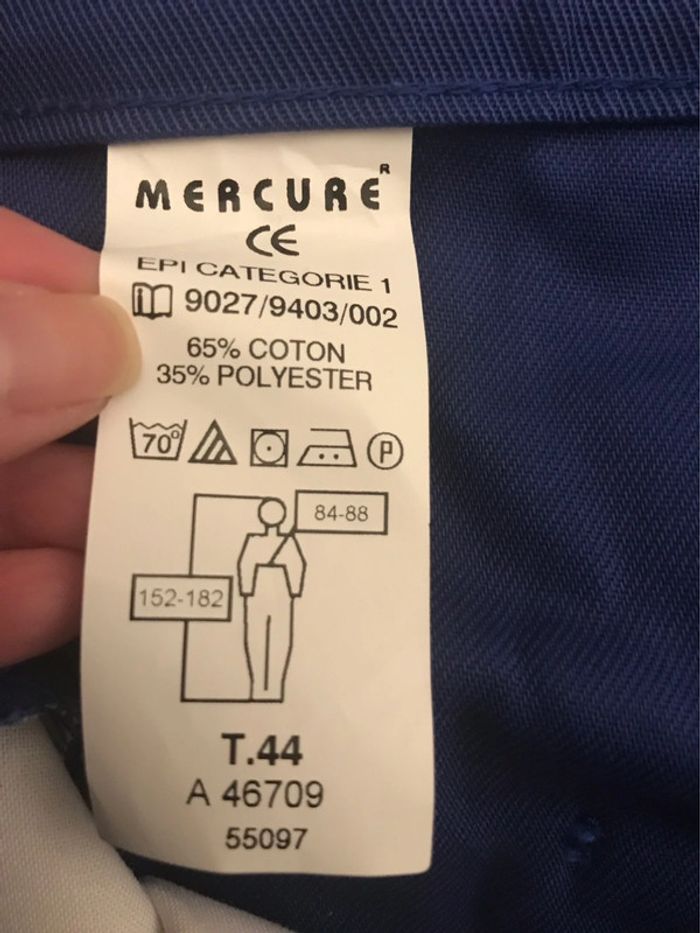 MERCURE R
CE
EPI CATEGORIE 1
i 9027/9403/002
65% COTON
35% POLYESTER
70° P
84-88
152-182
T.44
A 46709
55097